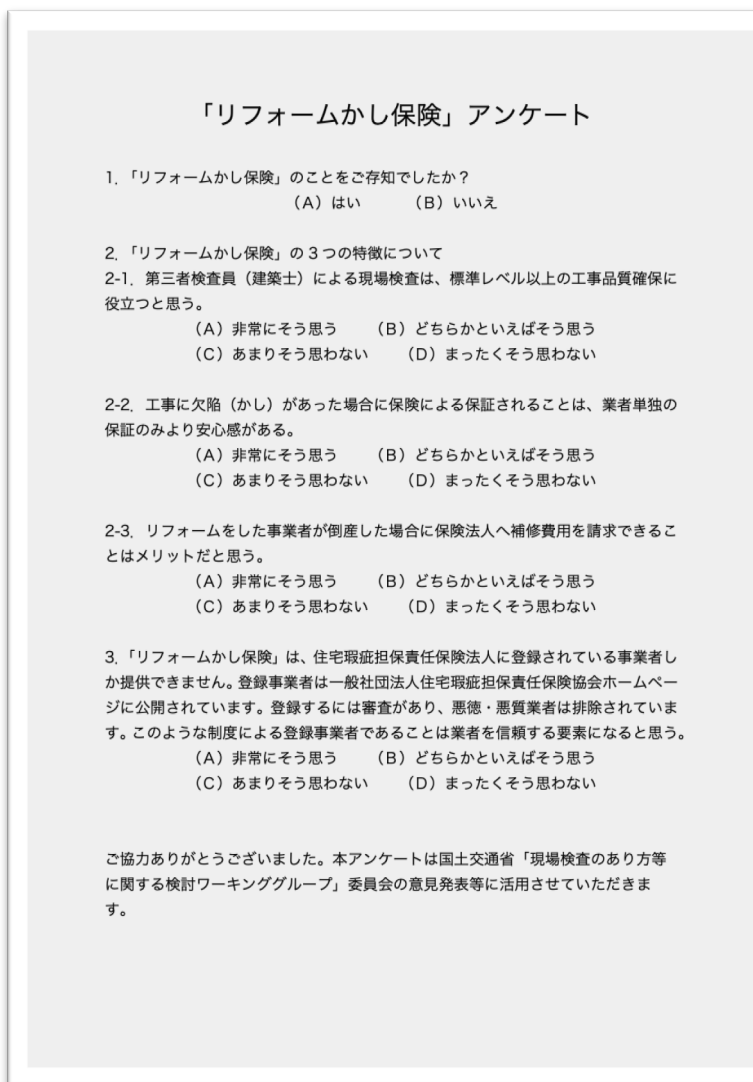 「リフォームかし保険」アンケート
1．「リフォームかし保険」のことをご存知でしたか？
（A）はい　　（B）いいえ
2．「リフォームかし保険」の３つの特徴について
2-1．第三者検査員（建築士）による現場検査は、標準レベル以上の工事品質確保に
役立つと思う。
（A）非常にそう思う　　（B）どちらかといえばそう思う
（C）あまりそう思わない　　（D）まったくそう思わない
2-2．工事に欠陥（かし）があった場合に保険による保証されることは、業者単独の
保証のみより安心感がある。
（A）非常にそう思う　　（B）どちらかといえばそう思う
（C）あまりそう思わない　　（D）まったくそう思わない
2-3．リフォームをした事業者が倒産した場合に保険法人へ補修費用を請求できるこ
とはメリットだと思う。
（A）非常にそう思う　　（B）どちらかといえばそう思う
（C）あまりそう思わない　　（D）まったくそう思わない
3．「リフォームかし保険」は、住宅瑕疵担保責任保険法人に登録されている事業者し
か提供できません。登録事業者は一般社団法人住宅瑕疵担保責任保険協会ホームペー
ジに公開されています。登録するには審査があり、悪徳・悪質業者は排除されていま
す。このような制度による登録事業者であることは業者を信頼する要素になると思う。
（A）非常にそう思う　　（B）どちらかといえばそう思う
（C）あまりそう思わない　　（D）まったくそう思わない
ご協力ありがとうございました。本アンケートは国土交通省「現場検査のあり方等
に関する検討ワーキンググループ」委員会の意見発表等に活用させていただきま
す。